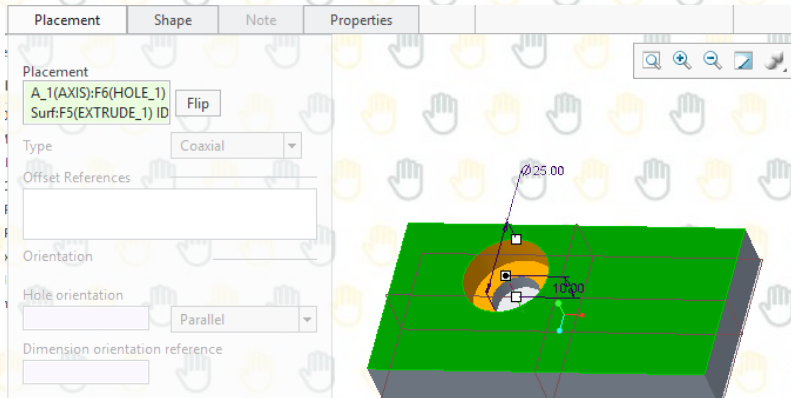 Placement Shape Note Properties
Placement
A_1(AXIS):F6(HOLE_1)
Surf:F5(EXTRUDE_1) ID
Flip
Type Coaxial
Offset References
Orientation
Hole orientation
Parallel
Dimension orientation reference
Ø25.00
10.00